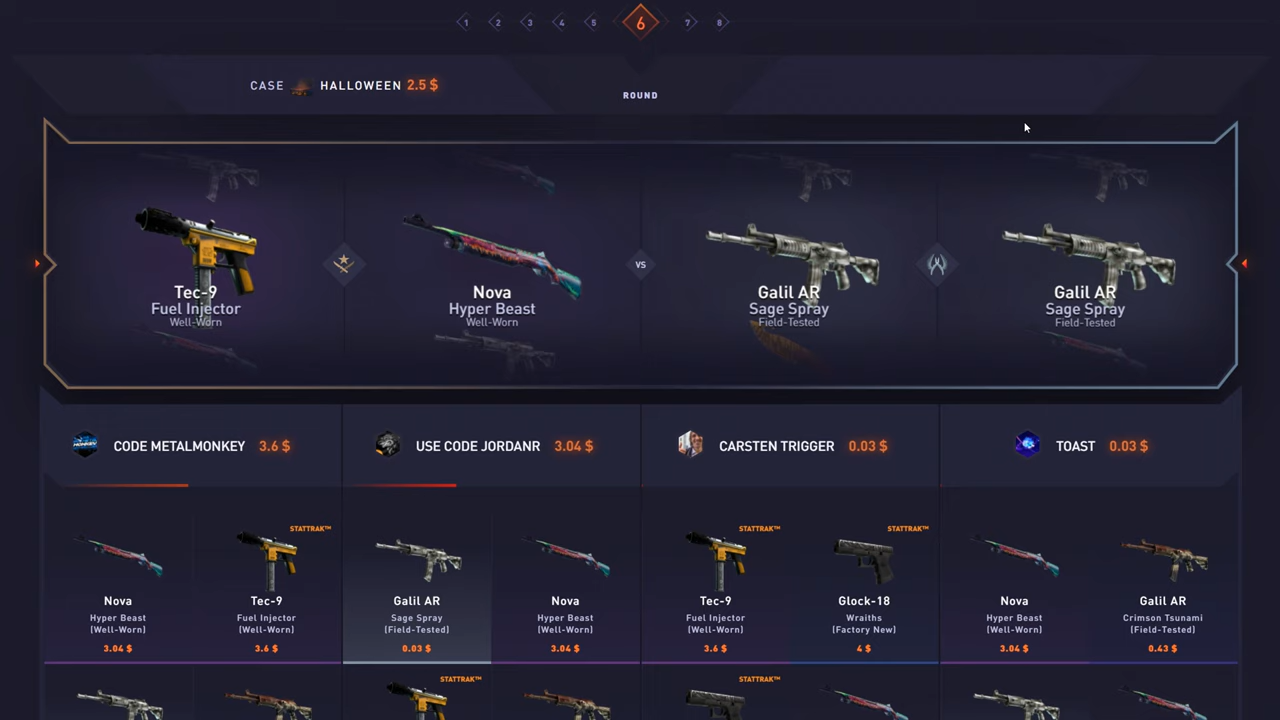 1 2 3 4 5 6 7 8
CASE HALLOWEEN 2.5 $
ROUND
Tec-9
Fuel Injector
Well-Worn
Nova
Hyper Beast
Well-Worn
VS
Galil AR
Sage Spray
Field-Tested
Galil AR
Sage Spray
Field-Tested
CODE METALMONKEY 3.6 $
USE CODE JORDANR 3.04 $
CARSTEN TRIGGER 0.03 $
TOAST 0.03 $
Nova
Hyper Beast
(Well-Worn)
3.04 $
STATTRAK™
Tec-9
Fuel Injector
(Well-Worn)
3.6 $
Galil AR
Sage Spray
(Field-Tested)
0.03 $
Nova
Hyper Beast
(Well-Worn)
3.04 $
STATTRAK™
Tec-9
Fuel Injector
(Well-Worn)
3.6 $
STATTRAK™
Glock-18
Wraiths
(Factory New)
4 $
Nova
Hyper Beast
(Well-Worn)
3.04 $
Galil AR
Crimson Tsunami
(Field-Tested)
0.43 $
STATTRAK™
STATTRAK™